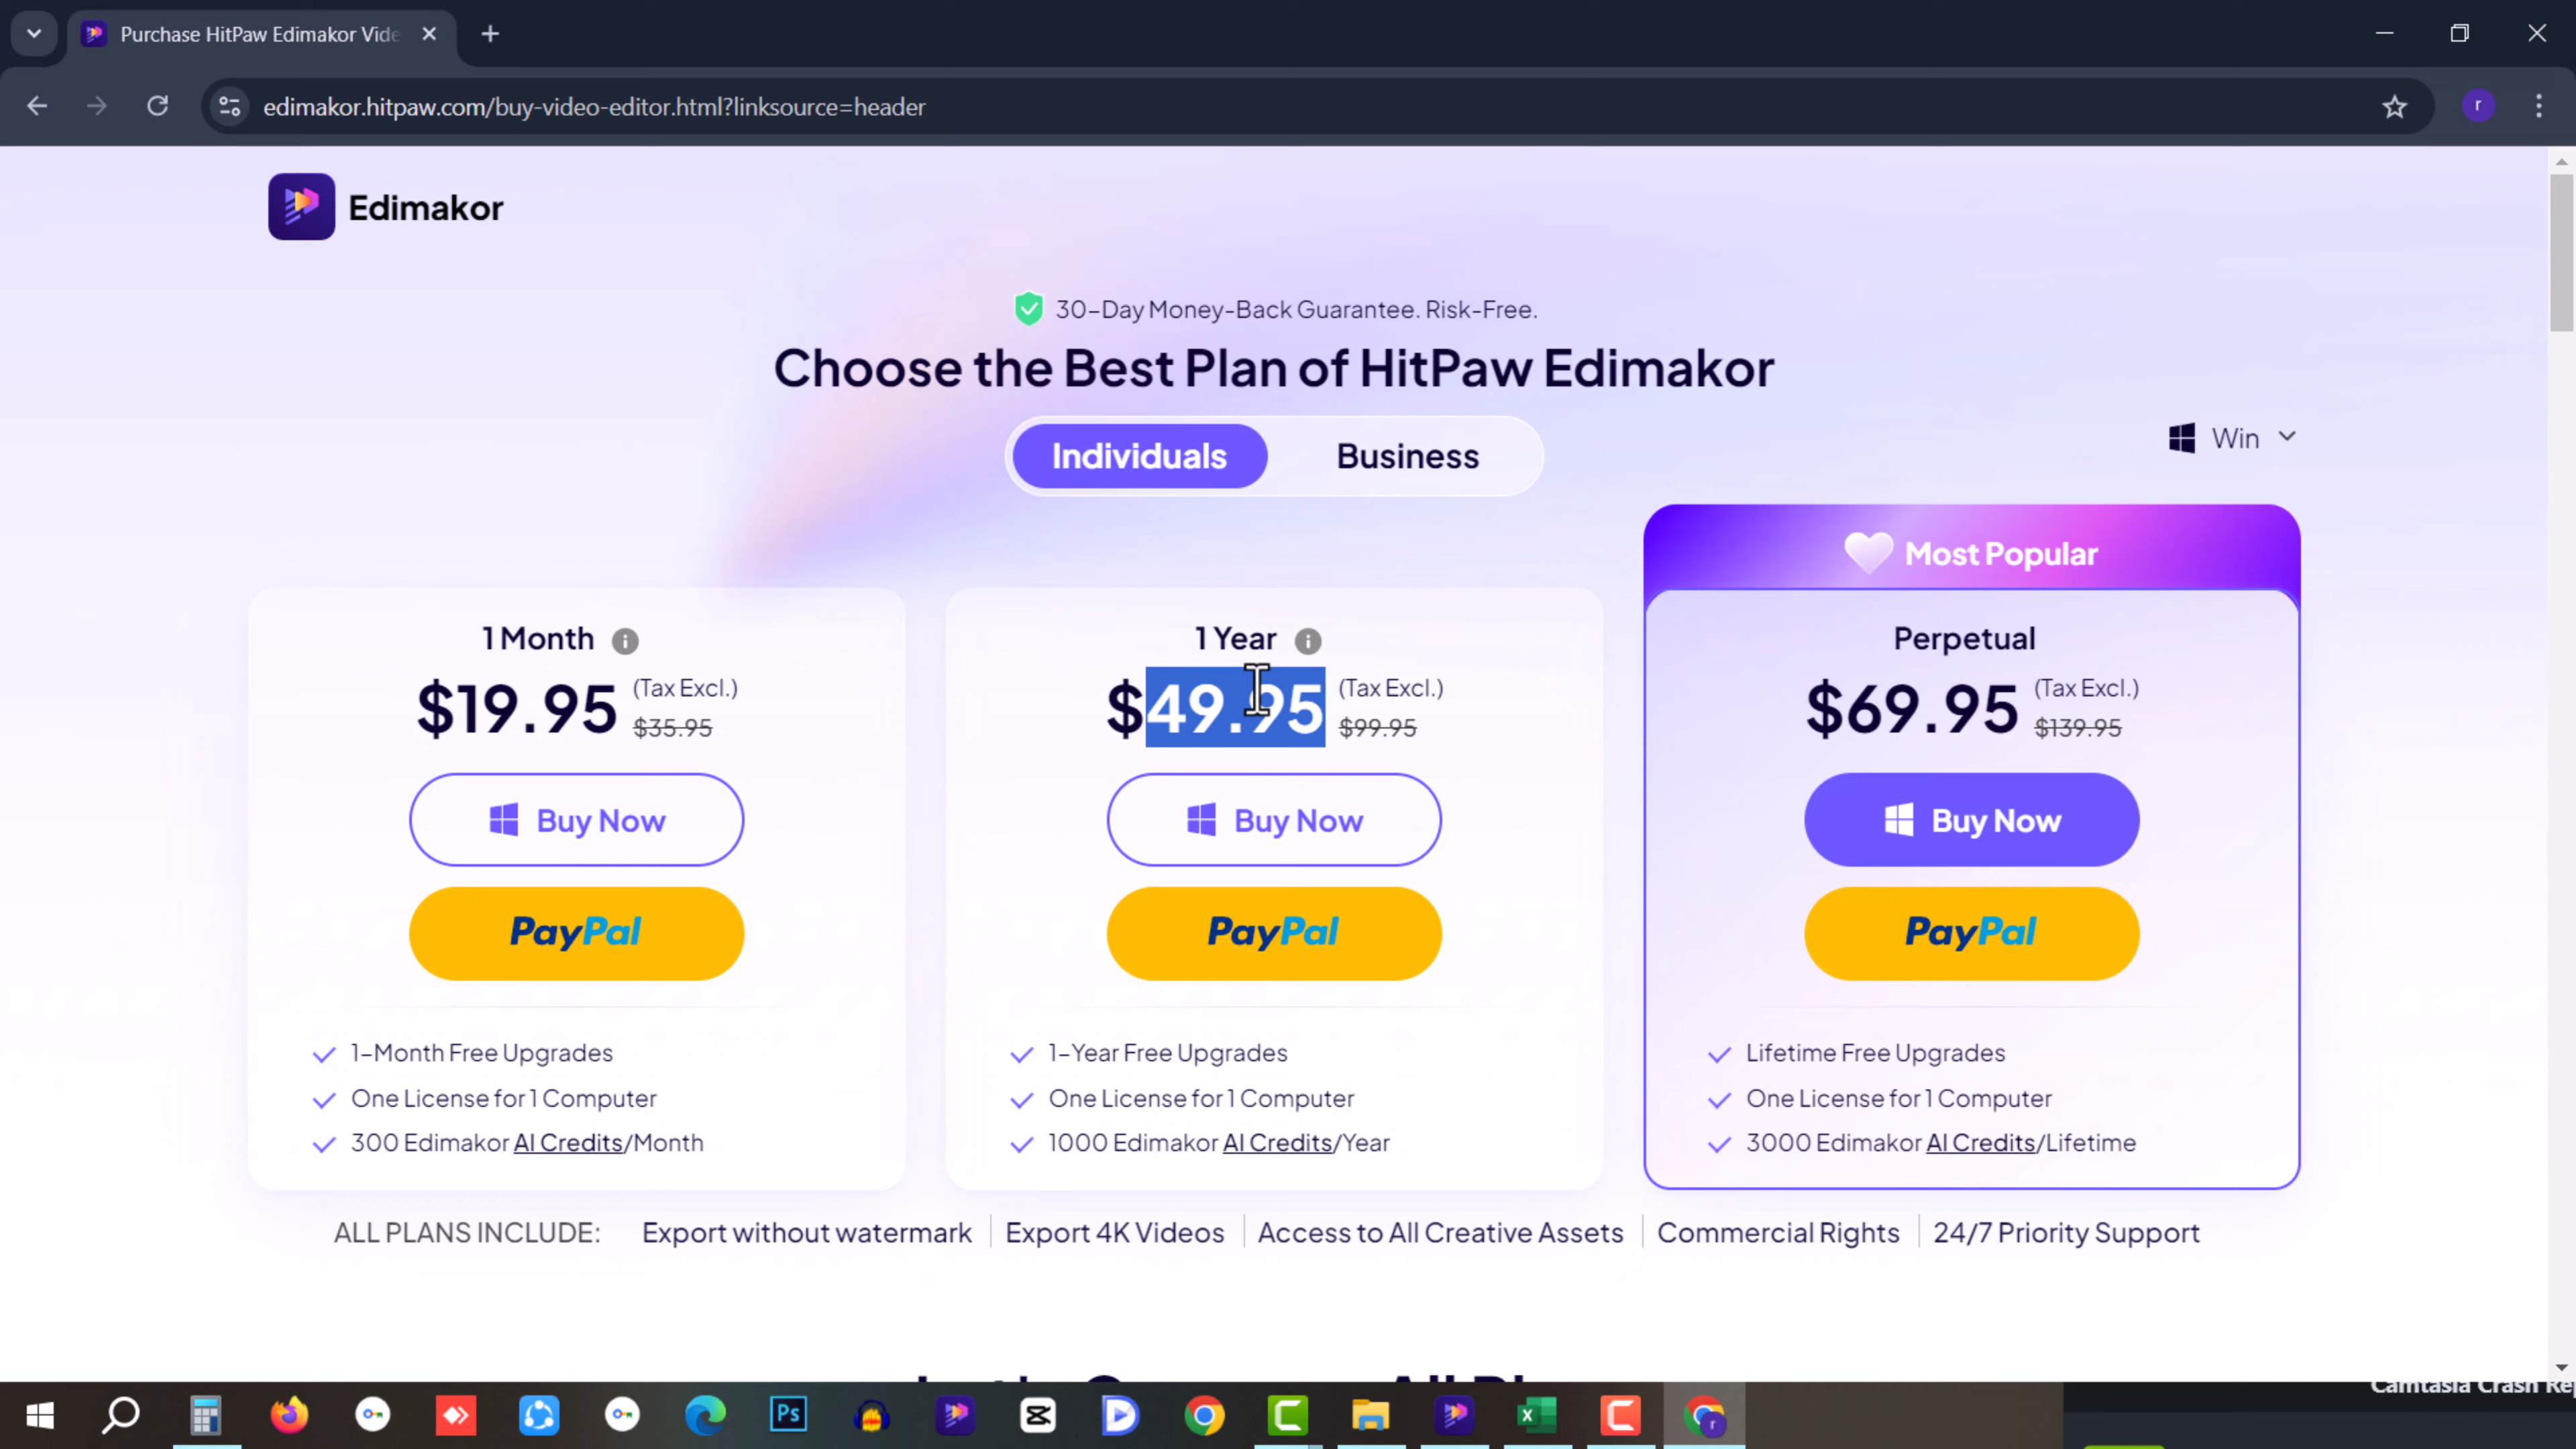 Purchase HitPaw Edimakor Vide
edimakor.hitpaw.com/buy-video-editor.html?linksource=header
r
Edimakor
30-Day Money-Back Guarantee. Risk-Free.
Choose the Best Plan of HitPaw Edimakor
Individuals
Business
Win
Most Popular
1 Month
$19.95
(Tax Excl.)
$35.95
Buy Now
PayPal
1-Month Free Upgrades
One License for 1 Computer
300 Edimakor AI Credits/Month
1 Year
$49.95
(Tax Excl.)
$99.95
Buy Now
PayPal
1-Year Free Upgrades
One License for 1 Computer
1000 Edimakor AI Credits/Year
Perpetual
$69.95
(Tax Excl.)
$139.95
Buy Now
PayPal
Lifetime Free Upgrades
One License for 1 Computer
3000 Edimakor AI Credits/Lifetime
ALL PLANS INCLUDE: Export without watermark Export 4K Videos Access to All Creative Assets Commercial Rights 24/7 Priority Support
Camtasia Crash Rep
Ps
r